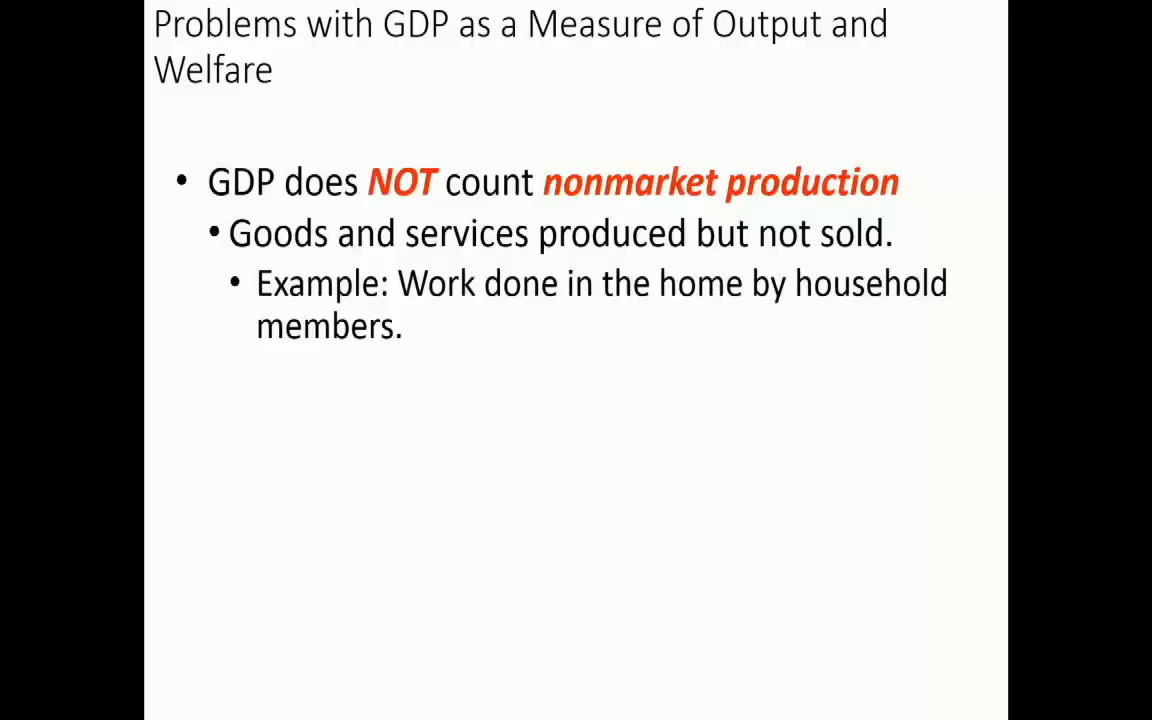 Problems with GDP as a Measure of Output and
Welfare
• GDP does NOT count nonmarket production
• Goods and services produced but not sold.
• Example: Work done in the home by household
members.